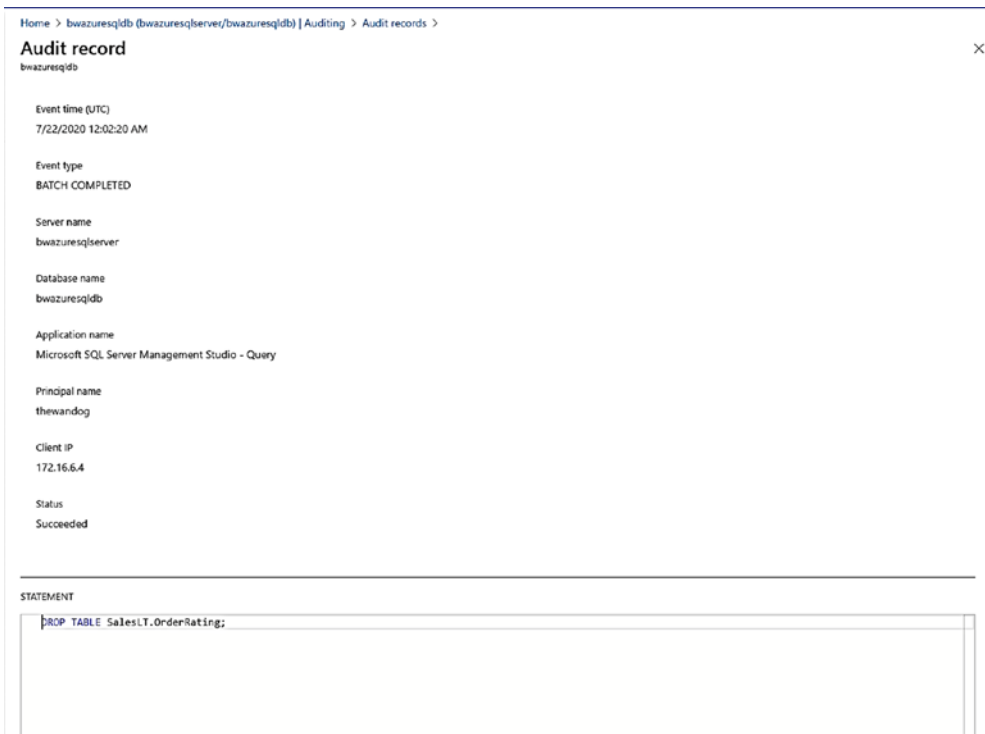 Home > bwazuresqldb (bwazuresqlserver/bwazuresqldb) | Auditing > Audit records >
Audit record
bwazuresqldb
Event time (UTC)
7/22/2020 12:02:20 AM
Event type
BATCH COMPLETED
Server name
bwazuresqlserver
Database name
bwazuresqldb
Application name
Microsoft SQL Server Management Studio - Query
Principal name
thewandog
Client IP
172.16.6.4
Status
Succeeded
STATEMENT
DROP TABLE SalesLT.OrderRating;